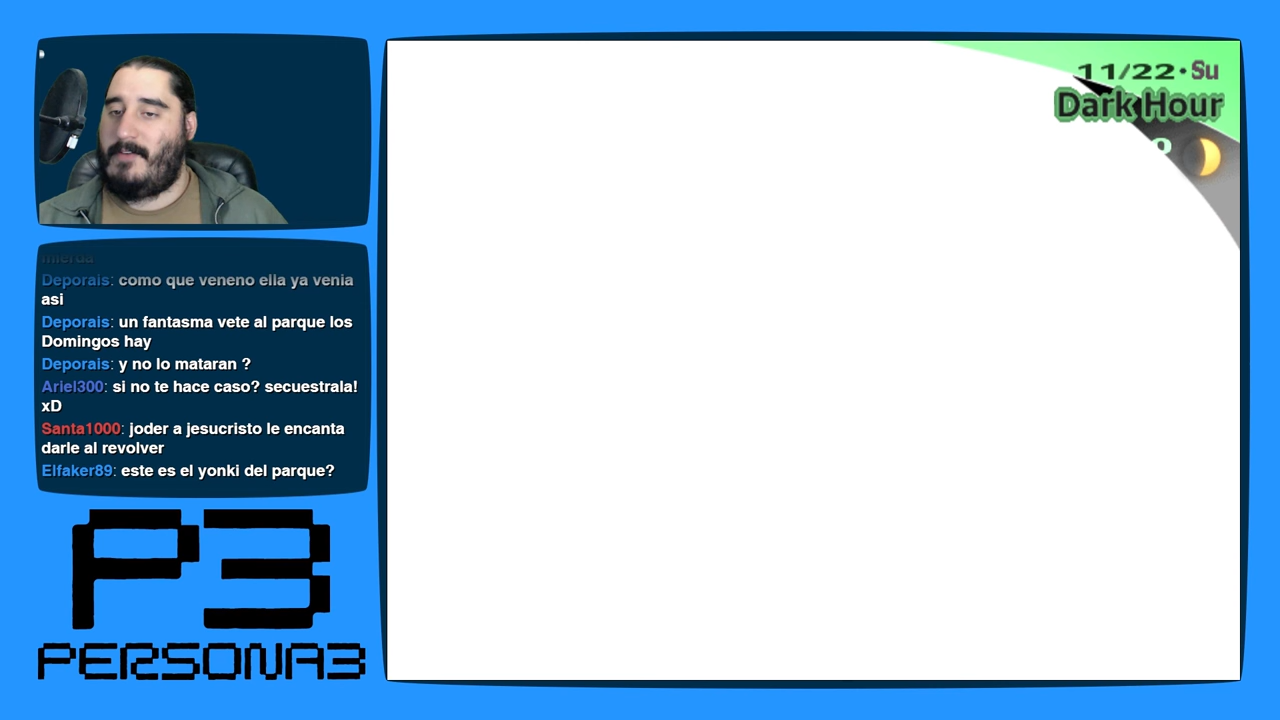 11/22·Su
Dark Hour
mierda
Deporais: como que veneno ella ya venia
asi
Deporais: un fantasma vete al parque los
Domingos hay
Deporais: y no lo mataran ?
Ariel300: si no te hace caso? secuestrala!
xD
Santa1000: joder a jesucristo le encanta
darle al revolver
Elfaker89: este es el yonki del parque?
P3
PERSONA3